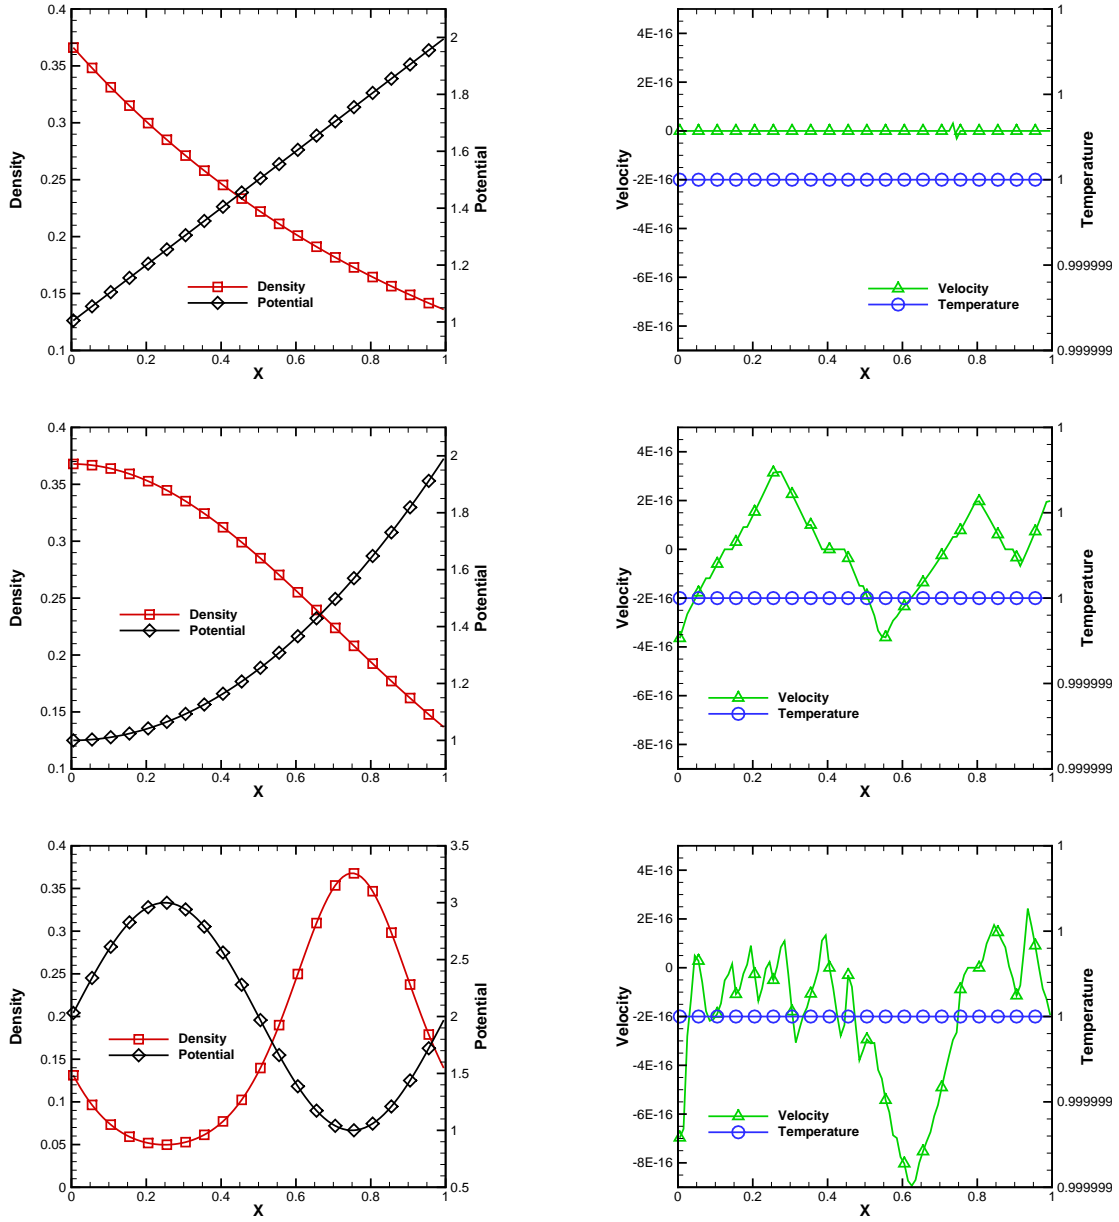 0.4
0.35
0.3
0.25
0.2
0.15
0.1
Density
2
1.8
1.6
1.4
1.2
1
Potential
Density
Potential
0 0.2 0.4 0.6 0.8 1
X
4E-16
2E-16
0
-2E-16
-4E-16
-6E-16
-8E-16
Velocity
1
1
1
0.999999
0.999999
Temperature
Velocity
Temperature
0 0.2 0.4 0.6 0.8 1
X
0.4
0.35
0.3
0.25
0.2
0.15
0.1
Density
2
1.8
1.6
1.4
1.2
1
Potential
Density
Potential
0 0.2 0.4 0.6 0.8 1
X
4E-16
2E-16
0
-2E-16
-4E-16
-6E-16
-8E-16
Velocity
1
1
1
0.999999
0.999999
Temperature
Velocity
Temperature
0 0.2 0.4 0.6 0.8 1
X
0.4
0.35
0.3
0.25
0.2
0.15
0.1
0.05
0
Density
3.5
3
2.5
2
1.5
1
0.5
Potential
Density
Potential
0 0.2 0.4 0.6 0.8 1
X
4E-16
2E-16
0
-2E-16
-4E-16
-6E-16
-8E-16
Velocity
1
1
1
0.999999
0.999999
Temperature
Velocity
Temperature
0 0.2 0.4 0.6 0.8 1
X